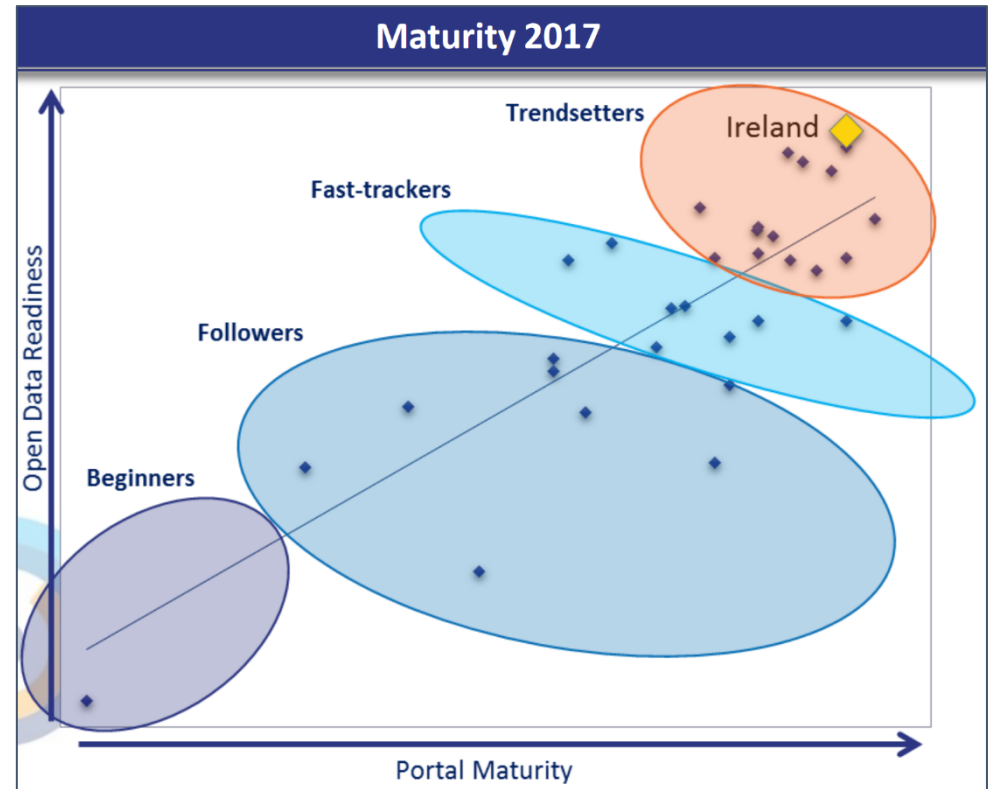 Maturity 2017
Trendsetters
Ireland
Fast-trackers
Followers
Beginners
Open Data Readiness
Portal Maturity